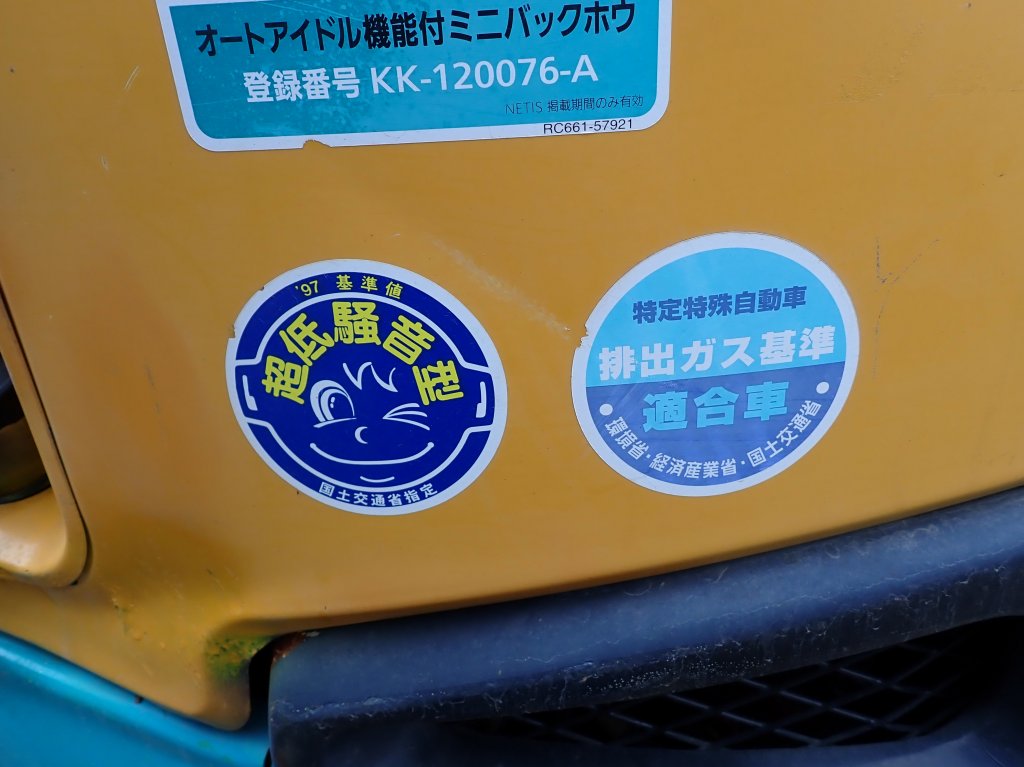 オートアイドル機能付ミニバックホウ
登録番号 KK-120076-A
NETIS 掲載期間のみ有効
RC661-57921
'97 基準値
超低騒音型
国土交通省指定
特定特殊自動車
排出ガス基準
適合車
・環境省・経済産業省・国土交通省・